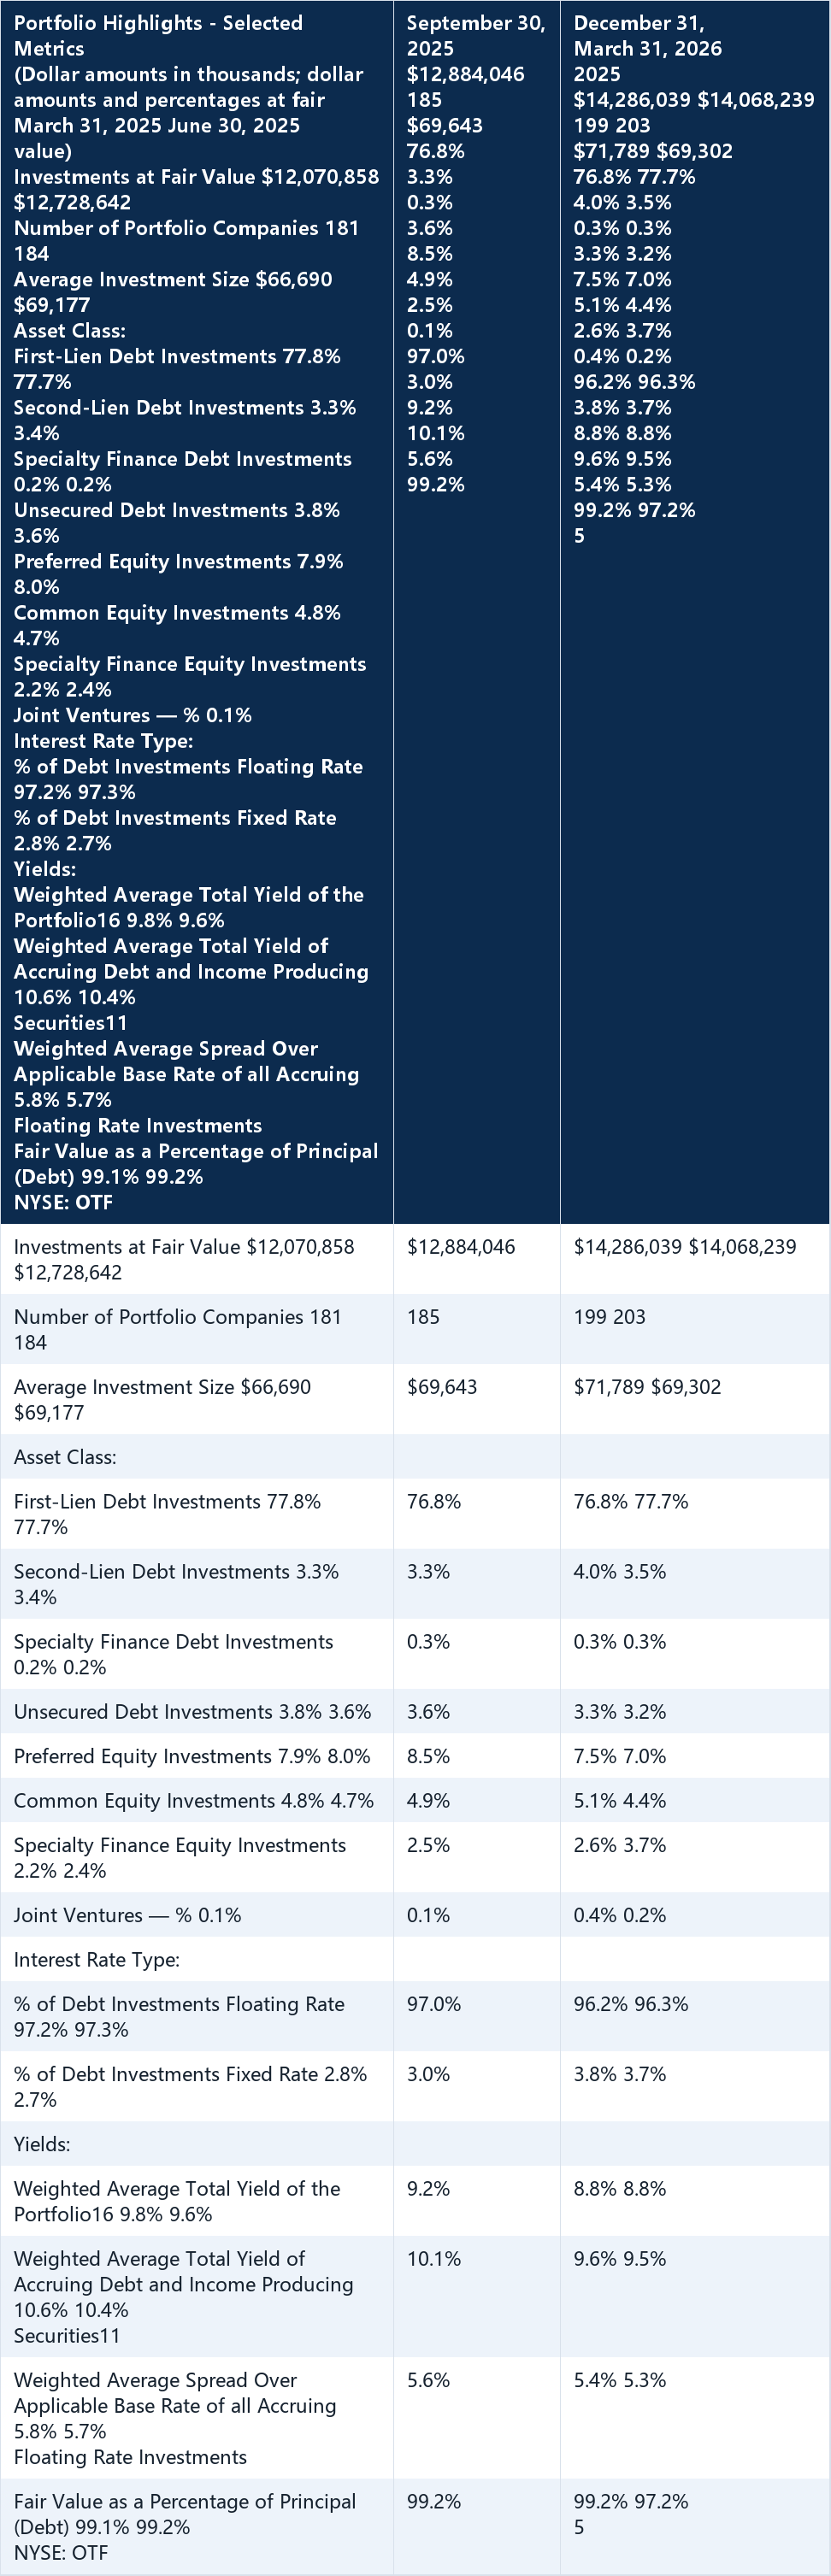 Portfolio Highlights - Selected
Metrics
(Dollar amounts in thousands; dollar
amounts and percentages at fair
March 31, 2025 June 30, 2025
value)
Investments at Fair Value $12,070,858
$12,728,642
Number of Portfolio Companies 181
184
Average Investment Size $66,690
$69,177
Asset Class:
First-Lien Debt Investments 77.8%
77.7%
Second-Lien Debt Investments 3.3%
3.4%
Specialty Finance Debt Investments
0.2% 0.2%
Unsecured Debt Investments 3.8%
3.6%
Preferred Equity Investments 7.9%
8.0%
Common Equity Investments 4.8%
4.7%
Specialty Finance Equity Investments
2.2% 2.4%
Joint Ventures — % 0.1%
Interest Rate Type:
% of Debt Investments Floating Rate
97.2% 97.3%
% of Debt Investments Fixed Rate
2.8% 2.7%
Yields:
Weighted Average Total Yield of the
Portfolio16 9.8% 9.6%
Weighted Average Total Yield of
Accruing Debt and Income Producing
10.6% 10.4%
Securities11
Weighted Average Spread Over
Applicable Base Rate of all Accruing
5.8% 5.7%
Floating Rate Investments
Fair Value as a Percentage of Principal
(Debt) 99.1% 99.2%
NYSE: OTF
September 30,
2025
$12,884,046
185
$69,643
76.8%
3.3%
0.3%
3.6%
8.5%
4.9%
2.5%
0.1%
97.0%
3.0%
9.2%
10.1%
5.6%
99.2%
December 31,
March 31, 2026
2025
$14,286,039 $14,068,239
199 203
$71,789 $69,302
76.8% 77.7%
4.0% 3.5%
0.3% 0.3%
3.3% 3.2%
7.5% 7.0%
5.1% 4.4%
2.6% 3.7%
0.4% 0.2%
96.2% 96.3%
3.8% 3.7%
8.8% 8.8%
9.6% 9.5%
5.4% 5.3%
99.2% 97.2%
5
Investments at Fair Value $12,070,858
$12,728,642
$12,884,046
$14,286,039 $14,068,239
Number of Portfolio Companies 181
184
185
199 203
Average Investment Size $66,690
$69,177
$69,643
$71,789 $69,302
Asset Class:
First-Lien Debt Investments 77.8%
77.7%
76.8%
76.8% 77.7%
Second-Lien Debt Investments 3.3%
3.4%
3.3%
4.0% 3.5%
Specialty Finance Debt Investments
0.2% 0.2%
0.3%
0.3% 0.3%
Unsecured Debt Investments 3.8% 3.6%
3.6%
3.3% 3.2%
Preferred Equity Investments 7.9% 8.0%
8.5%
7.5% 7.0%
Common Equity Investments 4.8% 4.7%
4.9%
5.1% 4.4%
Specialty Finance Equity Investments
2.2% 2.4%
2.5%
2.6% 3.7%
Joint Ventures — % 0.1%
0.1%
0.4% 0.2%
Interest Rate Type:
% of Debt Investments Floating Rate
97.2% 97.3%
97.0%
96.2% 96.3%
% of Debt Investments Fixed Rate 2.8%
2.7%
3.0%
3.8% 3.7%
Yields:
Weighted Average Total Yield of the
Portfolio16 9.8% 9.6%
9.2%
8.8% 8.8%
Weighted Average Total Yield of
Accruing Debt and Income Producing
10.6% 10.4%
Securities11
10.1%
9.6% 9.5%
Weighted Average Spread Over
Applicable Base Rate of all Accruing
5.8% 5.7%
Floating Rate Investments
5.6%
5.4% 5.3%
Fair Value as a Percentage of Principal
(Debt) 99.1% 99.2%
NYSE: OTF
99.2%
99.2% 97.2%
5